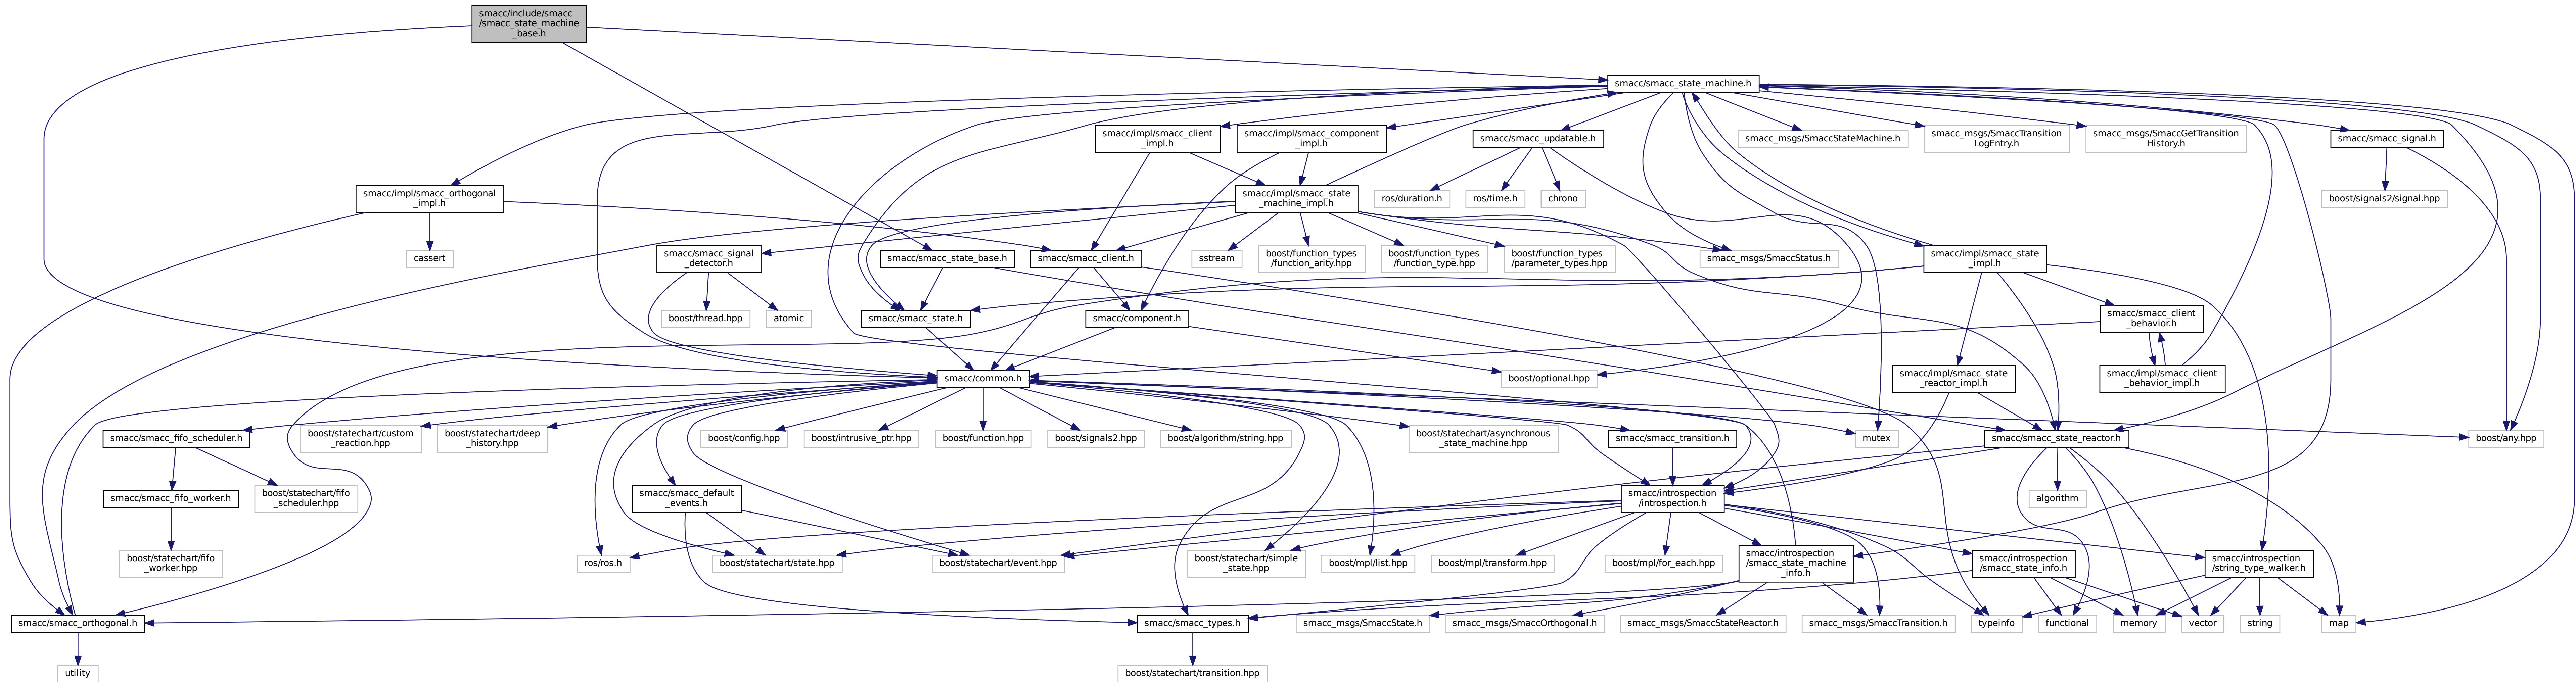 smacc/include/smacc
/smacc_state_machine
_base.h
smacc/smacc_state_machine.h
smacc/impl/smacc_client
_impl.h
smacc/impl/smacc_component
_impl.h
smacc/smacc_updatable.h
smacc_msgs/SmaccStateMachine.h
smacc_msgs/SmaccTransition
LogEntry.h
smacc_msgs/SmaccGetTransition
History.h
smacc/smacc_signal.h
smacc/impl/smacc_orthogonal
_impl.h
smacc/impl/smacc_state
_machine_impl.h
ros/duration.h
ros/time.h
chrono
boost/signals2/signal.hpp
cassert
smacc/smacc_signal
_detector.h
smacc/smacc_state_base.h
smacc/smacc_client.h
sstream
boost/function_types
/function_arity.hpp
boost/function_types
/function_type.hpp
boost/function_types
/parameter_types.hpp
smacc_msgs/SmaccStatus.h
smacc/impl/smacc_state
_impl.h
boost/thread.hpp
atomic
smacc/smacc_state.h
smacc/component.h
smacc/smacc_client
_behavior.h
smacc/common.h
boost/optional.hpp
smacc/impl/smacc_state
_reactor_impl.h
smacc/impl/smacc_client
_behavior_impl.h
smacc/smacc_fifo_scheduler.h
boost/statechart/custom
_reaction.hpp
boost/statechart/deep
_history.hpp
boost/config.hpp
boost/intrusive_ptr.hpp
boost/function.hpp
boost/signals2.hpp
boost/algorithm/string.hpp
boost/statechart/asynchronous
_state_machine.hpp
smacc/smacc_transition.h
mutex
smacc/smacc_state_reactor.h
boost/any.hpp
smacc/smacc_fifo_worker.h
boost/statechart/fifo
_scheduler.hpp
smacc/smacc_default
_events.h
smacc/introspection
/introspection.h
algorithm
boost/statechart/fifo
_worker.hpp
ros/ros.h
boost/statechart/state.hpp
boost/statechart/event.hpp
boost/statechart/simple
_state.hpp
boost/mpl/list.hpp
boost/mpl/transform.hpp
boost/mpl/for_each.hpp
smacc/introspection
/smacc_state_machine
_info.h
smacc/introspection
/smacc_state_info.h
smacc/introspection
/string_type_walker.h
smacc/smacc_orthogonal.h
smacc/smacc_types.h
smacc_msgs/SmaccState.h
smacc_msgs/SmaccOrthogonal.h
smacc_msgs/SmaccStateReactor.h
smacc_msgs/SmaccTransition.h
typeinfo
functional
memory
vector
string
map
utility
boost/statechart/transition.hpp